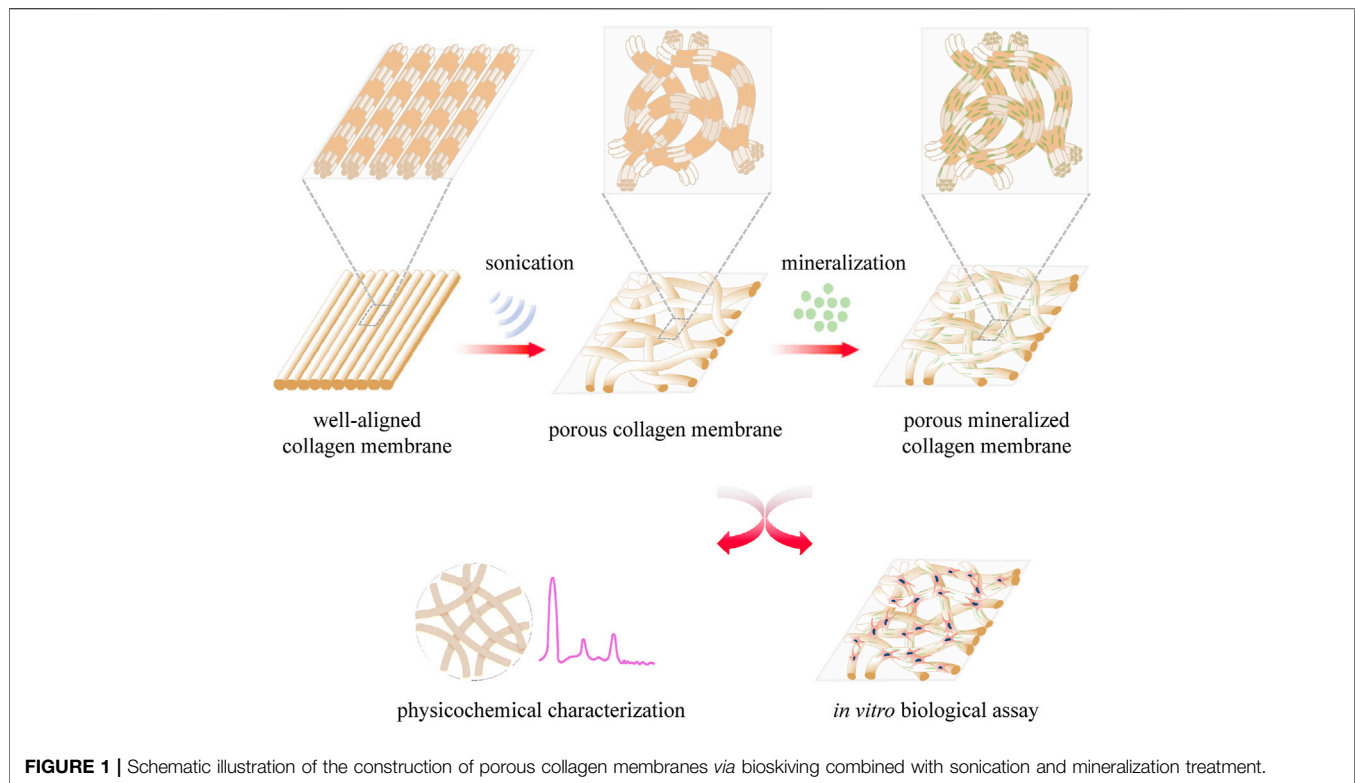 sonication
mineralization
well-aligned
collagen membrane
porous collagen membrane
porous mineralized
collagen membrane
physicochemical characterization
in vitro biological assay
FIGURE 1 | Schematic illustration of the construction of porous collagen membranes via bioskiving combined with sonication and mineralization treatment.